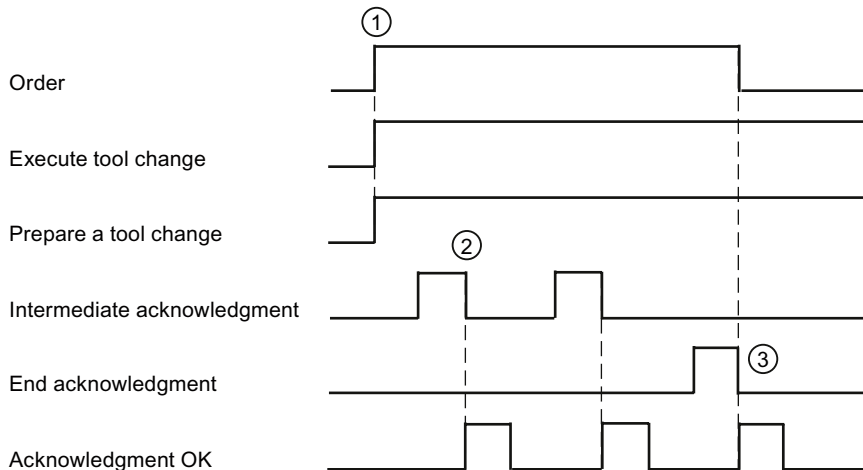 ①
Order
Execute tool change
Prepare a tool change
②
Intermediate acknowledgment
End acknowledgment
③
Acknowledgment OK